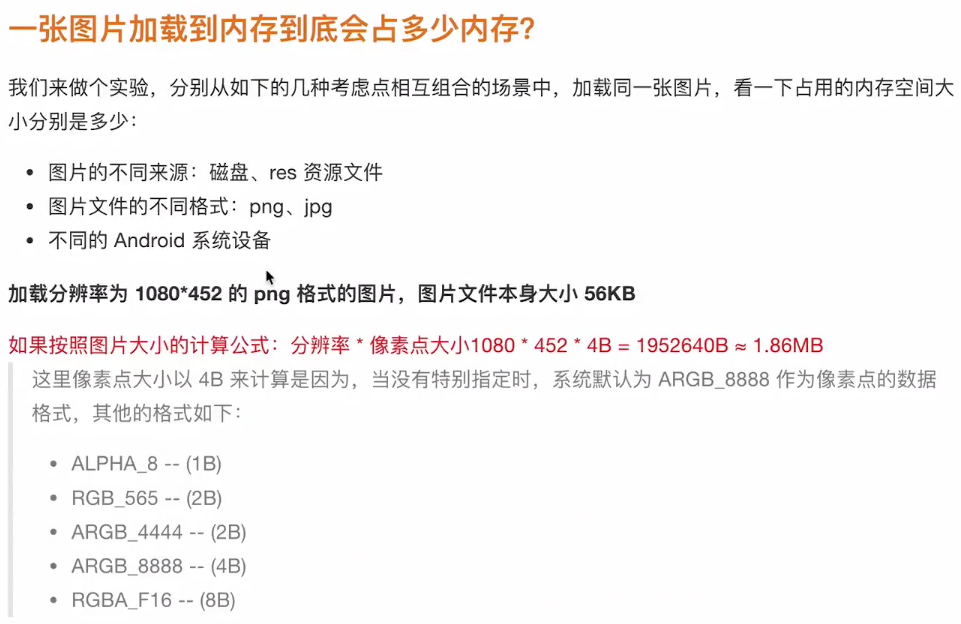 一张图片加载到内存到底会占多少内存？
我们来做个实验，分别从如下的几种考虑点相互组合的场景中，加载同一张图片，看一下占用的内存空间大
小分别是多少：
• 图片的不同来源：磁盘、res 资源文件
• 图片文件的不同格式：png、jpg
• 不同的 Android 系统设备
加载分辨率为 1080*452 的 png 格式的图片，图片文件本身大小 56KB
如果按照图片大小的计算公式：分辨率 * 像素点大小1080 * 452 * 4B = 1952640B ≈ 1.86MB
这里像素点大小以 4B 来计算是因为，当没有特别指定时，系统默认为 ARGB_8888 作为像素点的数据
格式，其他的格式如下：
• ALPHA_8 -- (1B)
• RGB_565 -- (2B)
• ARGB_4444 -- (2B)
• ARGB_8888 -- (4B)
• RGBA_F16 -- (8B)